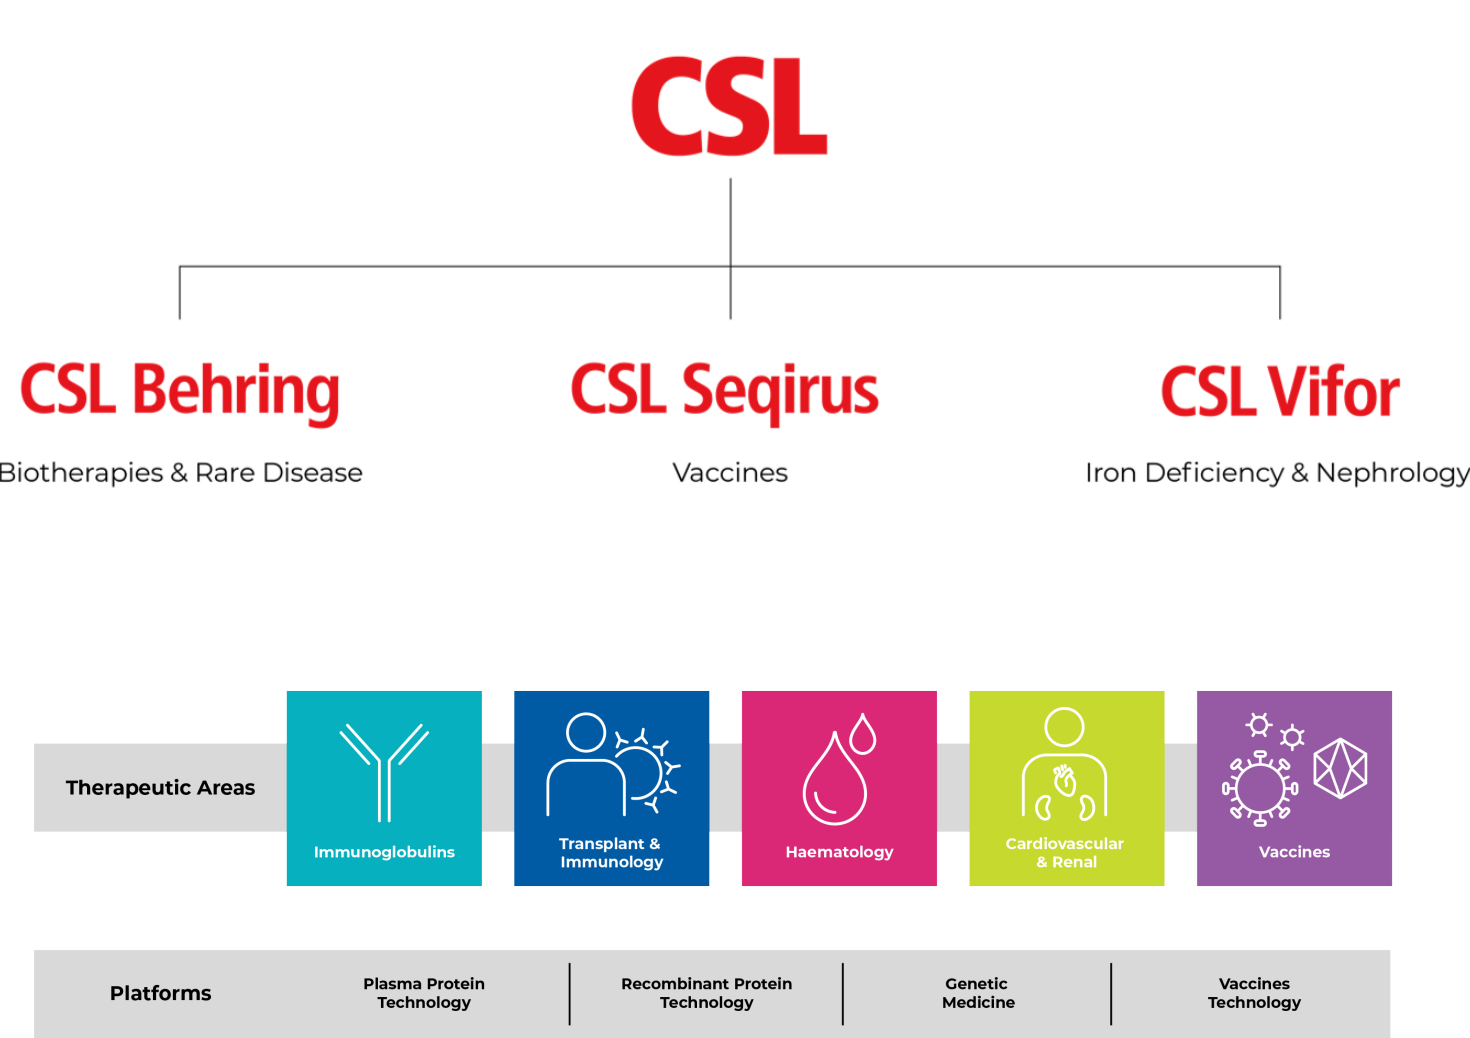 CSL
CSL Behring
CSL Seqirus
CSL Vifor
Biotherapies & Rare Disease
Vaccines
Iron Deficiency & Nephrology
Therapeutic Areas
Immunoglobulins
Transplant &
Immunology
Haematology
Cardiovascular
& Renal
Vaccines
Platforms
Plasma Protein
Technology
Recombinant Protein
Technology
Genetic
Medicine
Vaccines
Technology